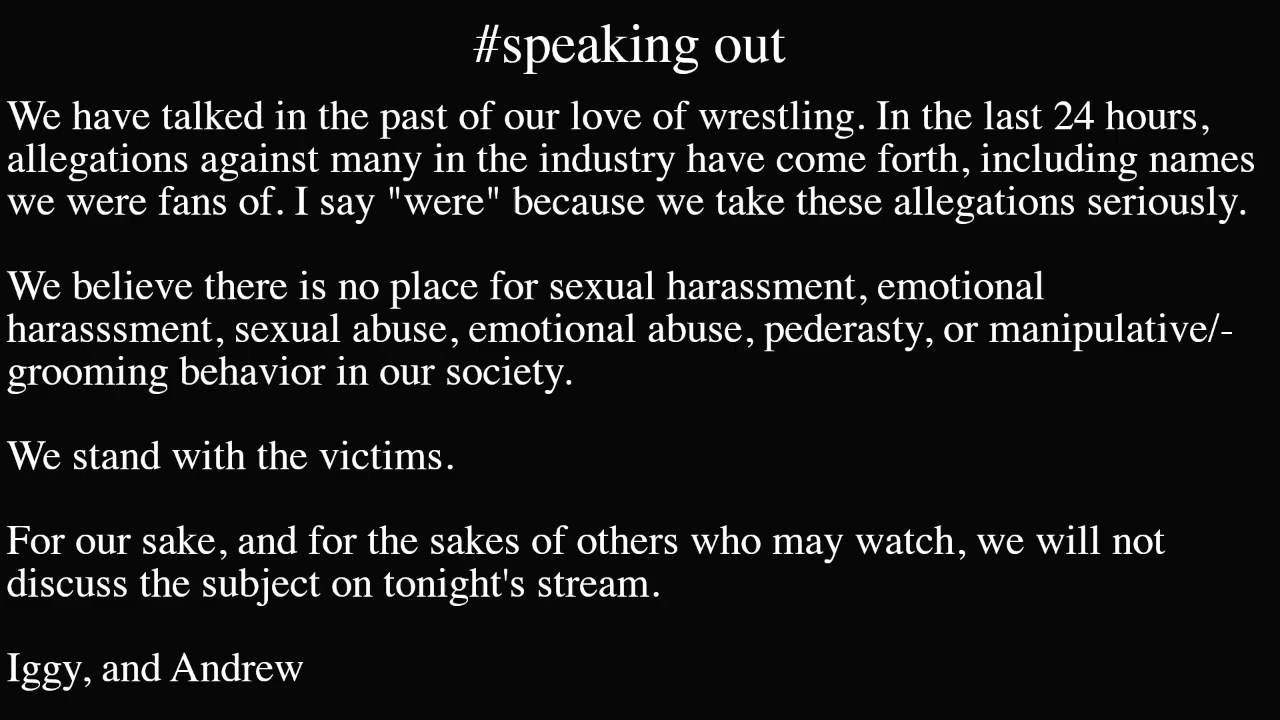 #speaking out
We have talked in the past of our love of wrestling. In the last 24 hours,
allegations against many in the industry have come forth, including names
we were fans of. I say "were" because we take these allegations seriously.
We believe there is no place for sexual harassment, emotional
harasssment, sexual abuse, emotional abuse, pederasty, or manipulative/-
grooming behavior in our society.
We stand with the victims.
For our sake, and for the sakes of others who may watch, we will not
discuss the subject on tonight's stream.
Iggy, and Andrew